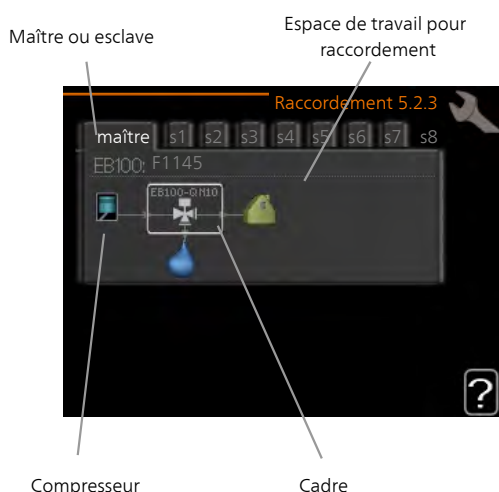 Maître ou esclave
Espace de travail pour
raccordement
Raccordement 5.2.3
maître s1 s2 s3 s4 s5 s6 s7 s8
EB100: F1145
EB100-QN10
?
Compresseur
Cadre